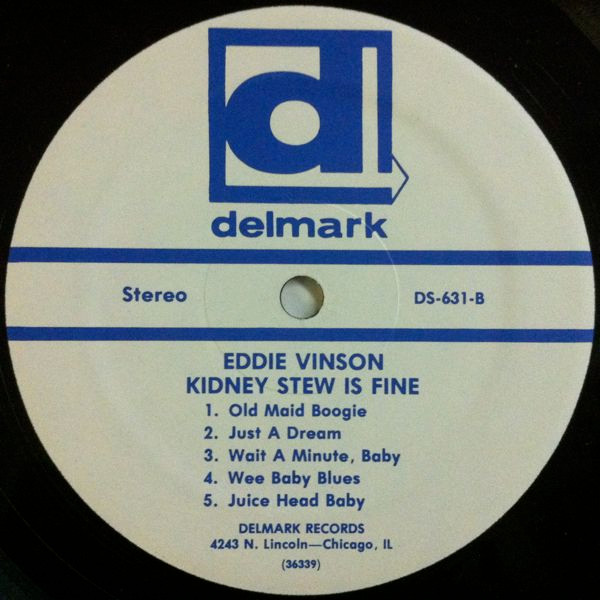 d
delmark
Stereo DS-631-B
EDDIE VINSON
KIDNEY STEW IS FINE
1. Old Maid Boogie
2. Just A Dream
3. Wait A Minute, Baby
4. Wee Baby Blues
5. Juice Head Baby
DELMARK RECORDS
4243 N. Lincoln—Chicago, IL
(36339)